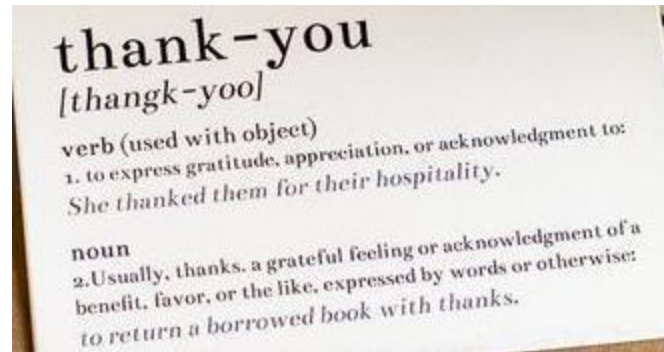 thank-you
[thangk-yoo]
verb (used with object)
1. to express gratitude, appreciation, or acknowledgment to:
She thanked them for their hospitality.
noun
2.Usually, thanks. a grateful feeling or acknowledgment of a
benefit, favor, or the like, expressed by words or otherwise:
to return a borrowed book with thanks.